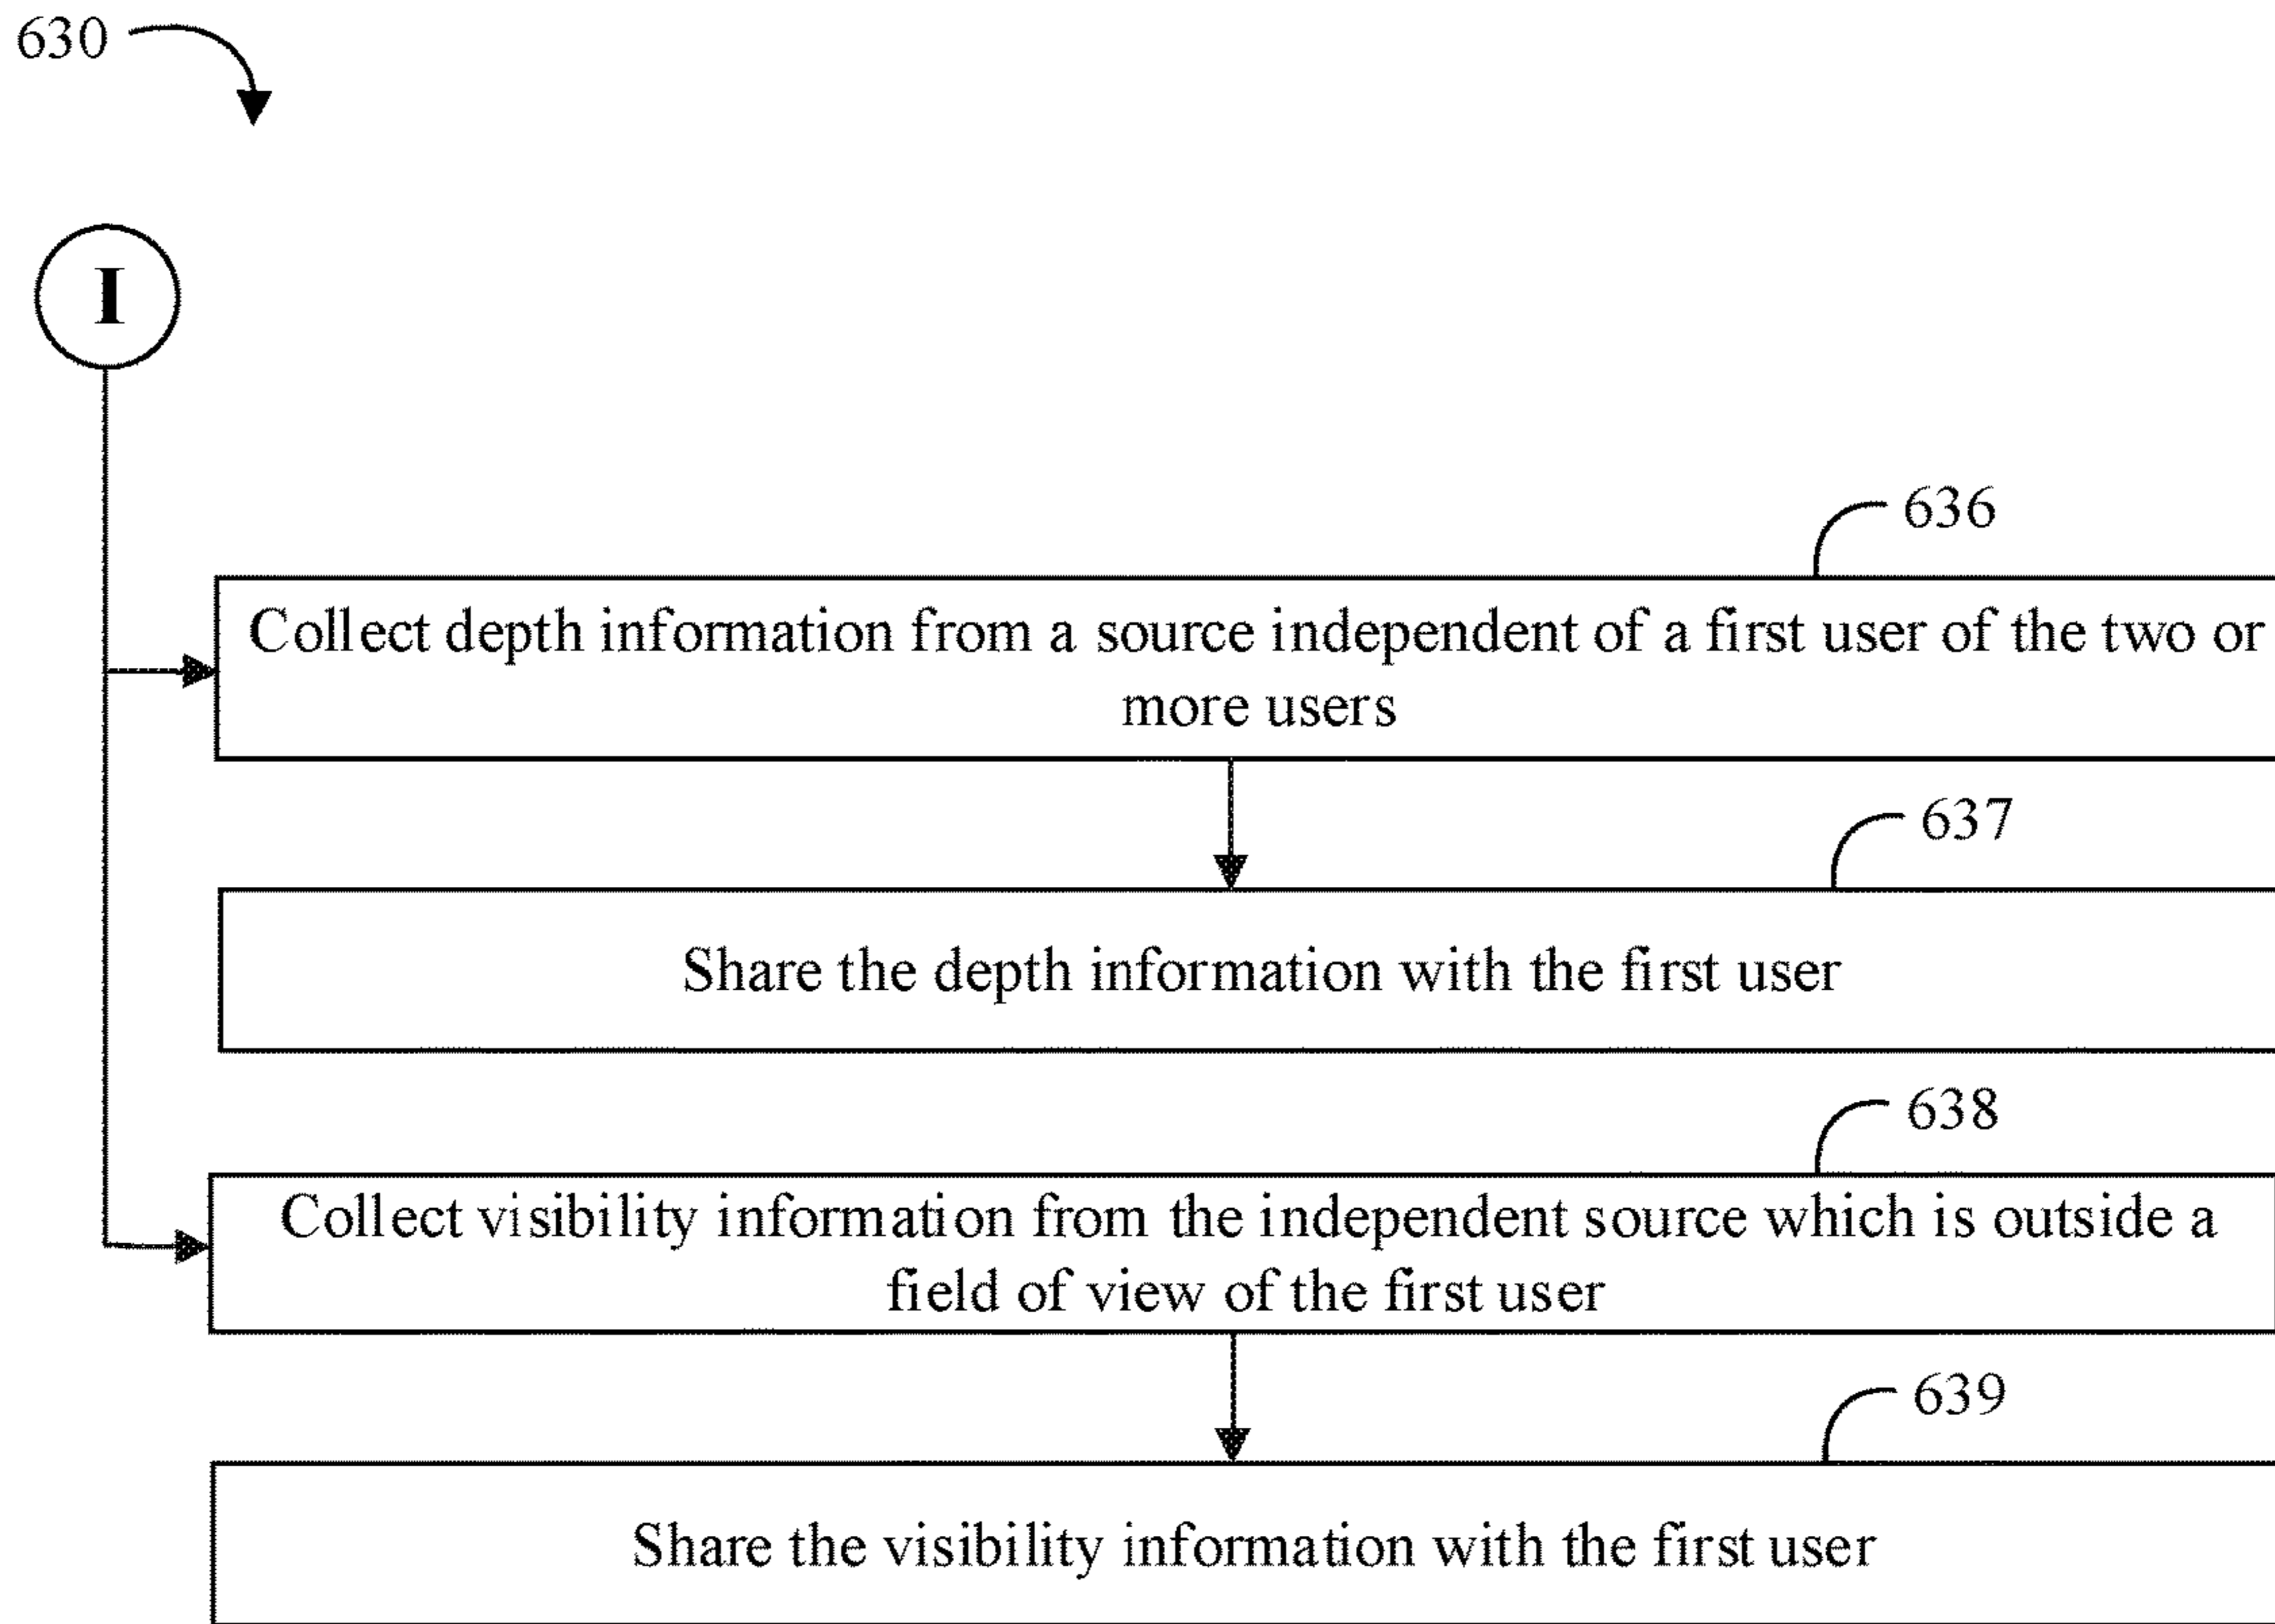 630
I
636
Collect depth information from a source independent of a first user of the two or
more users
637
Share the depth information with the first user
638
Collect visibility information from the independent source which is outside a
field of view of the first user
639
Share the visibility information with the first user